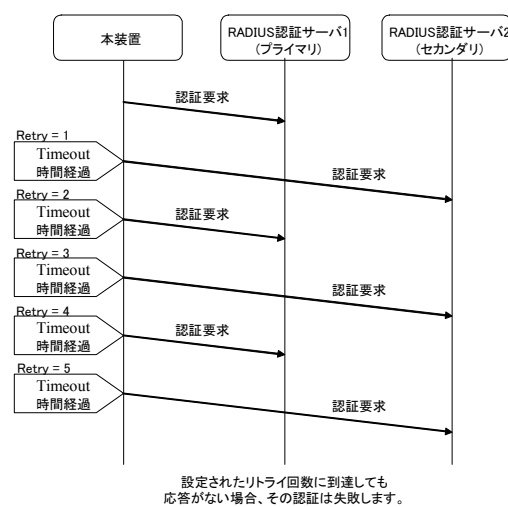 本装置
RADIUS認証サーバ1
(プライマリ)
RADIUS認証サーバ2
(セカンダリ)
認証要求
Retry = 1
Timeout
時間経過
認証要求
Retry = 2
Timeout
時間経過
認証要求
Retry = 3
Timeout
時間経過
認証要求
Retry = 4
Timeout
時間経過
認証要求
Retry = 5
Timeout
時間経過
認証要求
設定されたリトライ回数に到達しても
応答がない場合、その認証は失敗します。